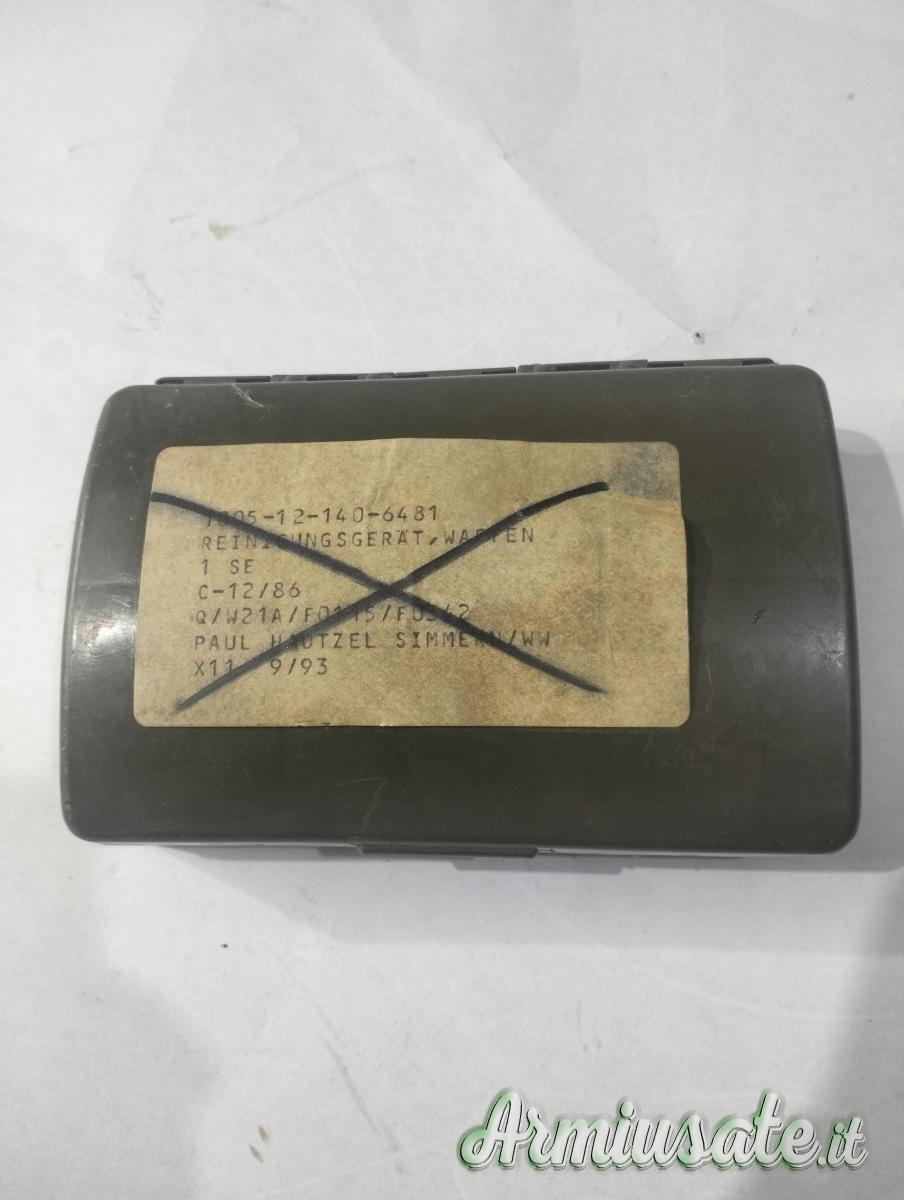 1005-12-140-6481
REINIGUNGSGERÄT,WAFFEN
1 SE
C-12/86
Q/W21A/F0115/
PAUL HAUTZEL SIMMERN/WW
X11- 9/93
Armiusate.it